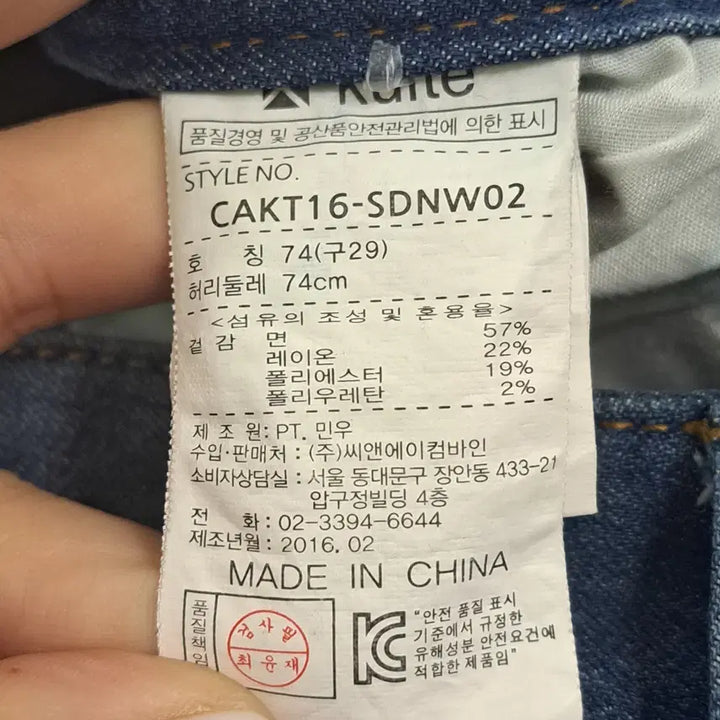 Kuite
품질경영 및 공산품안전관리법에 의한 표시
STYLE NO.
CAKT16-SDNW02
호 칭 74(구29)
허리둘레 74cm
<섬유의 조성 및 혼용율>
겉 감 면 57%
레이온 22%
폴리에스터 19%
폴리우레탄 2%
제 조 원: PT. 민우
수입·판매처 : (주)씨앤에이컴바인
소비자상담실 : 서울 동대문구 장안동 433-21
압구정빌딩 4층
전 화 : 02-3394-6644
제조년월 : 2016. 02
MADE IN CHINA
품질책임
검사필
최윤재
"안전 품질 표시
기준에서 규정한
유해성분 안전요건에
적합한 제품임"